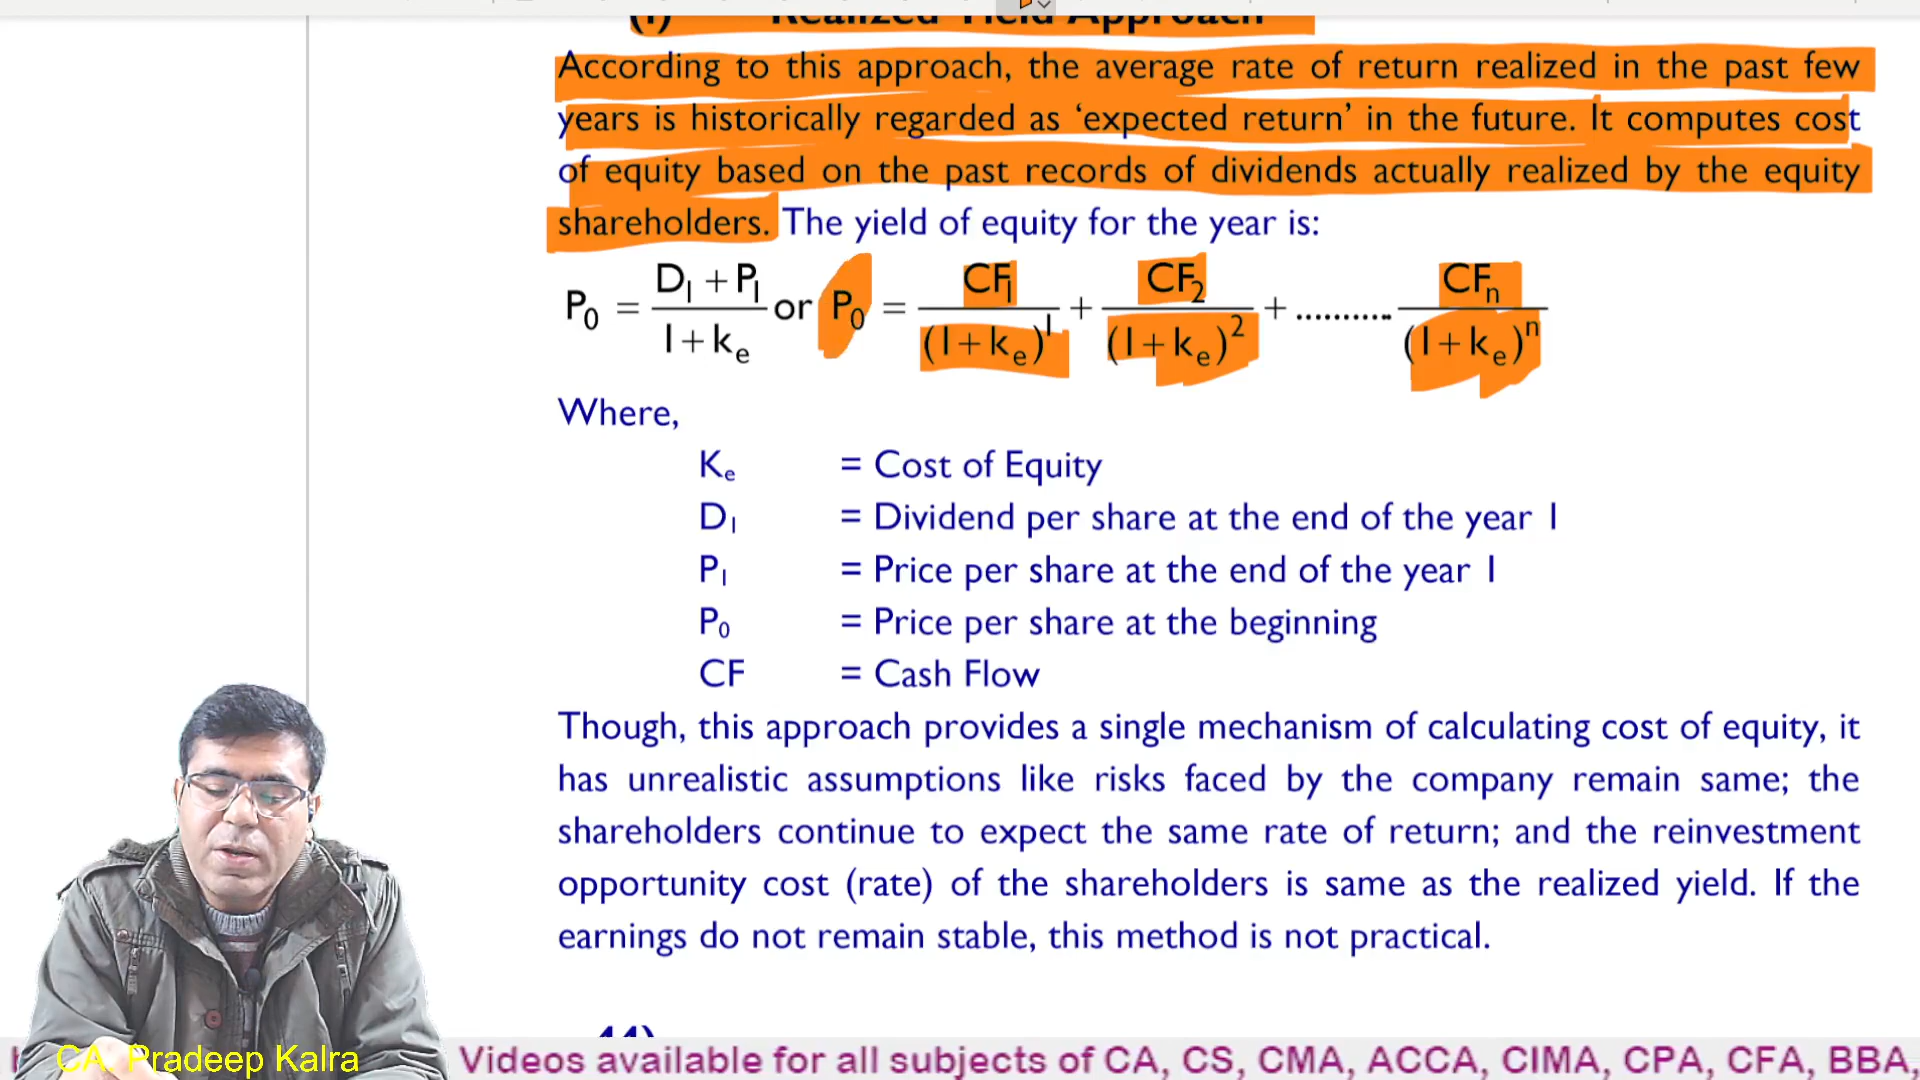 (i) Realized Yield Approach
According to this approach, the average rate of return realized in the past few
years is historically regarded as ‘expected return’ in the future. It computes cost
of equity based on the past records of dividends actually realized by the equity
shareholders. The yield of equity for the year is:
P₀ = (D₁ + P₁)/(1 + kₑ) or P₀ = CF₁/(1 + kₑ)¹ + CF₂/(1 + kₑ)² + .......... CFₙ/(1 + kₑ)ⁿ
Where,
Kₑ = Cost of Equity
D₁ = Dividend per share at the end of the year 1
P₁ = Price per share at the end of the year 1
P₀ = Price per share at the beginning
CF = Cash Flow
Though, this approach provides a single mechanism of calculating cost of equity, it
has unrealistic assumptions like risks faced by the company remain same; the
shareholders continue to expect the same rate of return; and the reinvestment
opportunity cost (rate) of the shareholders is same as the realized yield. If the
earnings do not remain stable, this method is not practical.
CA. Pradeep Kalra
Videos available for all subjects of CA, CS, CMA, ACCA, CIMA, CPA, CFA, BBA,